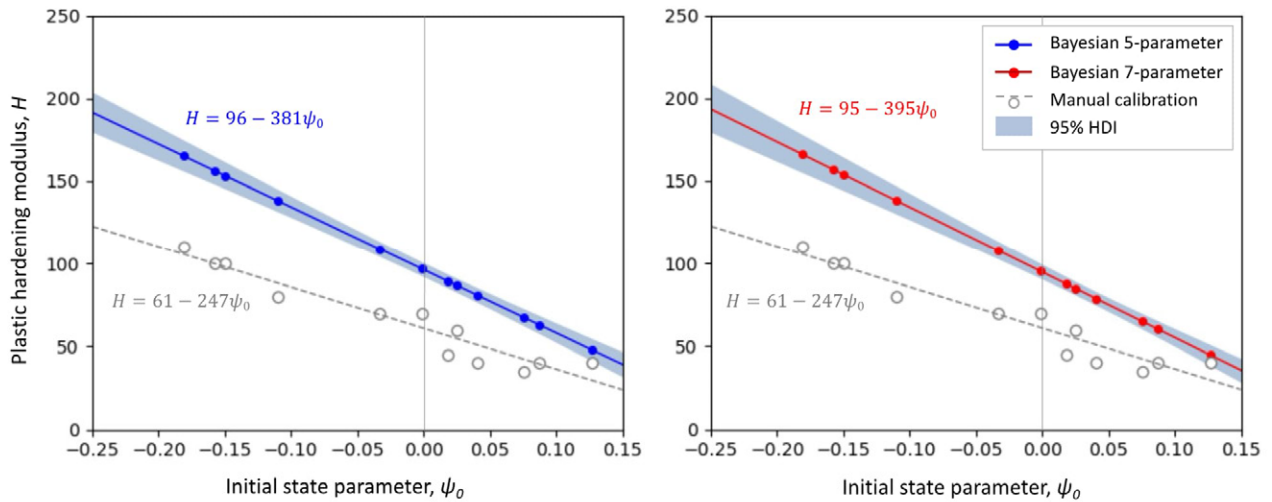 250
200
150
100
50
0
Plastic hardening modulus, H
H = 96 − 381ψ₀
H = 61 − 247ψ₀
−0.25 −0.20 −0.15 −0.10 −0.05 0.00 0.05 0.10 0.15
Initial state parameter, ψ₀
250
200
150
100
50
0
Bayesian 5-parameter
Bayesian 7-parameter
Manual calibration
95% HDI
H = 95 − 395ψ₀
H = 61 − 247ψ₀
−0.25 −0.20 −0.15 −0.10 −0.05 0.00 0.05 0.10 0.15
Initial state parameter, ψ₀